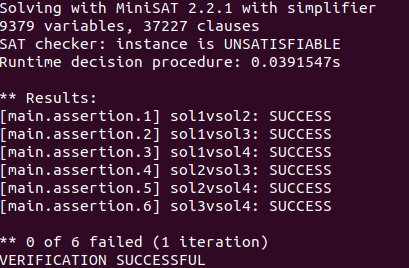 Solving with MiniSAT 2.2.1 with simplifier
9379 variables, 37227 clauses
SAT checker: instance is UNSATISFIABLE
Runtime decision procedure: 0.0391547s

** Results:
[main.assertion.1] sol1vsol2: SUCCESS
[main.assertion.2] sol1vsol3: SUCCESS
[main.assertion.3] sol1vsol4: SUCCESS
[main.assertion.4] sol2vsol3: SUCCESS
[main.assertion.5] sol2vsol4: SUCCESS
[main.assertion.6] sol3vsol4: SUCCESS

** 0 of 6 failed (1 iteration)
VERIFICATION SUCCESSFUL